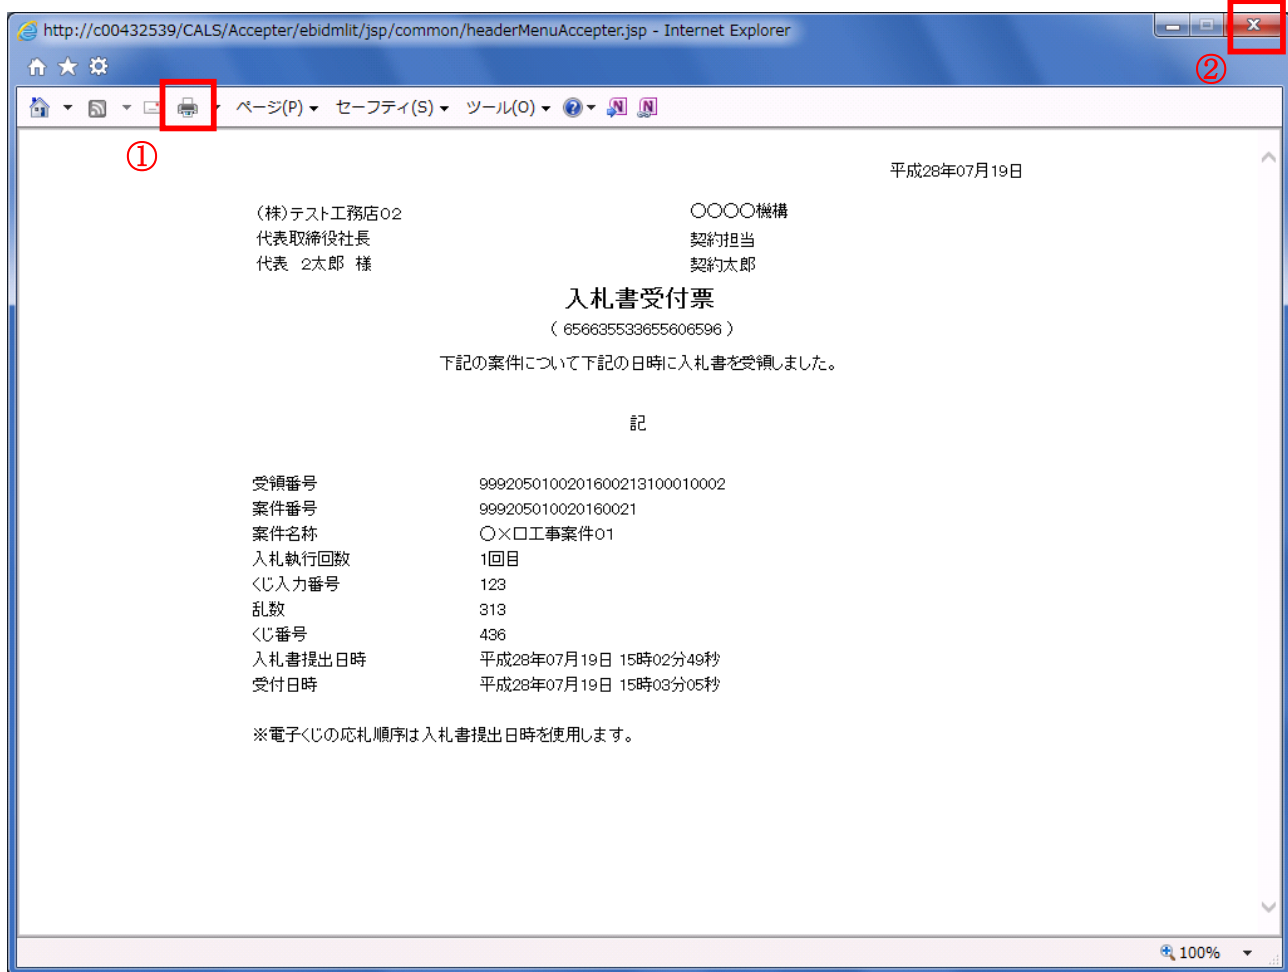 http://c00432539/CALS/Accepter/ebidmlit/jsp/common/headerMenuAccepter.jsp - Internet Explorer
②
ページ(P) セーフティ(S) ツール(O)
①
平成28年07月19日
(株)テスト工務店02 ○○○○機構
代表取締役社長 契約担当
代表 2太郎 様 契約太郎
入札書受付票
( 656635533655606596 )
下記の案件について下記の日時に入札書を受領しました。
記
受領番号 9992050100201600213100010002
案件番号 999205010020160021
案件名称 ○×口工事案件01
入札執行回数 1回目
くじ入力番号 123
乱数 313
くじ番号 436
入札書提出日時 平成28年07月19日 15時02分49秒
受付日時 平成28年07月19日 15時03分05秒
※電子くじの応札順序は入札書提出日時を使用します。
100%